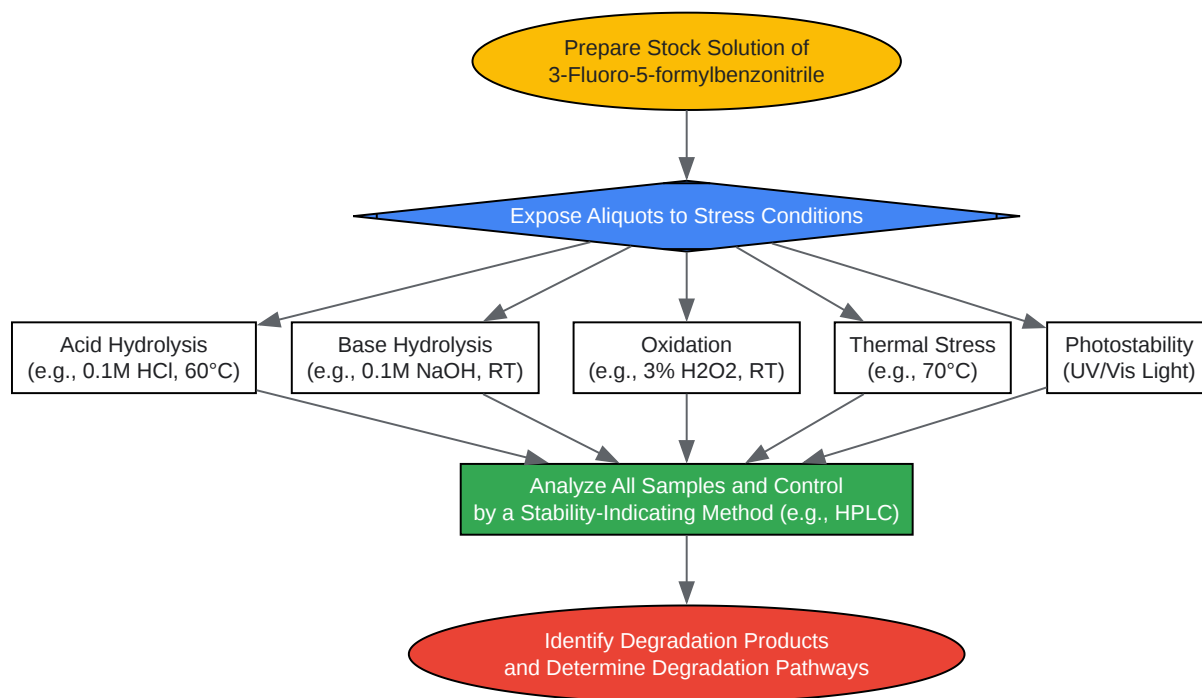 Prepare Stock Solution of
3-Fluoro-5-formylbenzonitrile
Expose Aliquots to Stress Conditions
Acid Hydrolysis
(e.g., 0.1M HCl, 60°C)
Base Hydrolysis
(e.g., 0.1M NaOH, RT)
Oxidation
(e.g., 3% H2O2, RT)
Thermal Stress
(e.g., 70°C)
Photostability
(UV/Vis Light)
Analyze All Samples and Control
by a Stability-Indicating Method (e.g., HPLC)
Identify Degradation Products
and Determine Degradation Pathways